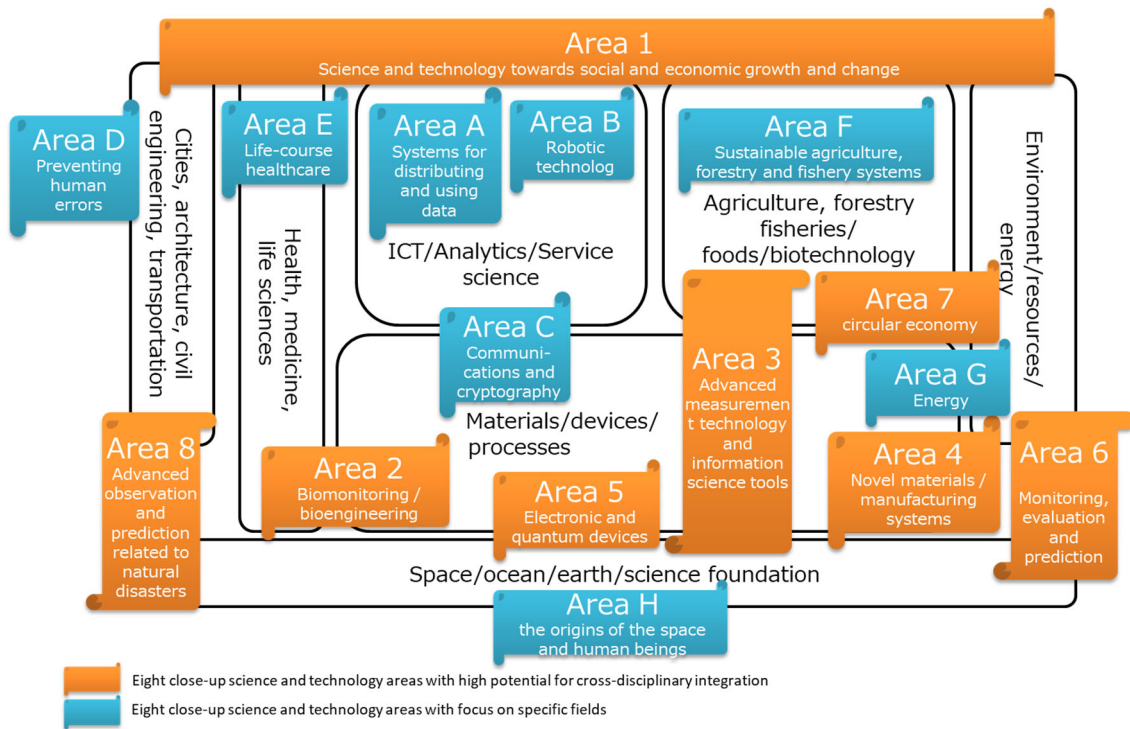 Area 1
Science and technology towards social and economic growth and change
Area D
Preventing
human
errors
Cities, architecture, civil
engineering, transportation
Area E
Life-course
healthcare
Health, medicine,
life sciences
Area A
Systems for
distributing
and using
data
Area B
Robotic
technolog
ICT/Analytics/Service
science
Area F
Sustainable agriculture,
forestry and fishery systems
Agriculture, forestry
fisheries/
foods/biotechnology
Environment/resources/
energy
Area C
Communi-
cations and
cryptography
Materials/devices/
processes
Area 3
Advanced
measuremen
t technology
and
information
science tools
Area 7
circular economy
Area G
Energy
Area 8
Advanced
observation
and
prediction
related to
natural
disasters
Area 2
Biomonitoring /
bioengineering
Area 5
Electronic and
quantum devices
Area 4
Novel materials /
manufacturing
systems
Area 6
Monitoring,
evaluation
and
prediction
Space/ocean/earth/science foundation
Area H
the origins of the space
and human beings
Eight close-up science and technology areas with high potential for cross-disciplinary integration
Eight close-up science and technology areas with focus on specific fields